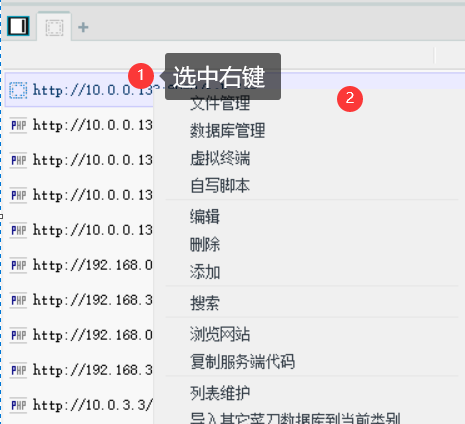 1 选中右键
2
http://10.0.0.13
PHP http://10.0.0.13
PHP http://10.0.0.13
PHP http://10.0.0.13
PHP http://10.0.0.13
PHP http://192.168.0
PHP http://192.168.3
PHP http://192.168.0
PHP http://192.168.3
PHP http://10.0.3.3/
文件管理
数据库管理
虚拟终端
自写脚本
编辑
删除
添加
搜索
浏览网站
复制服务端代码
列表维护
导入其它菜刀数据库到当前类别